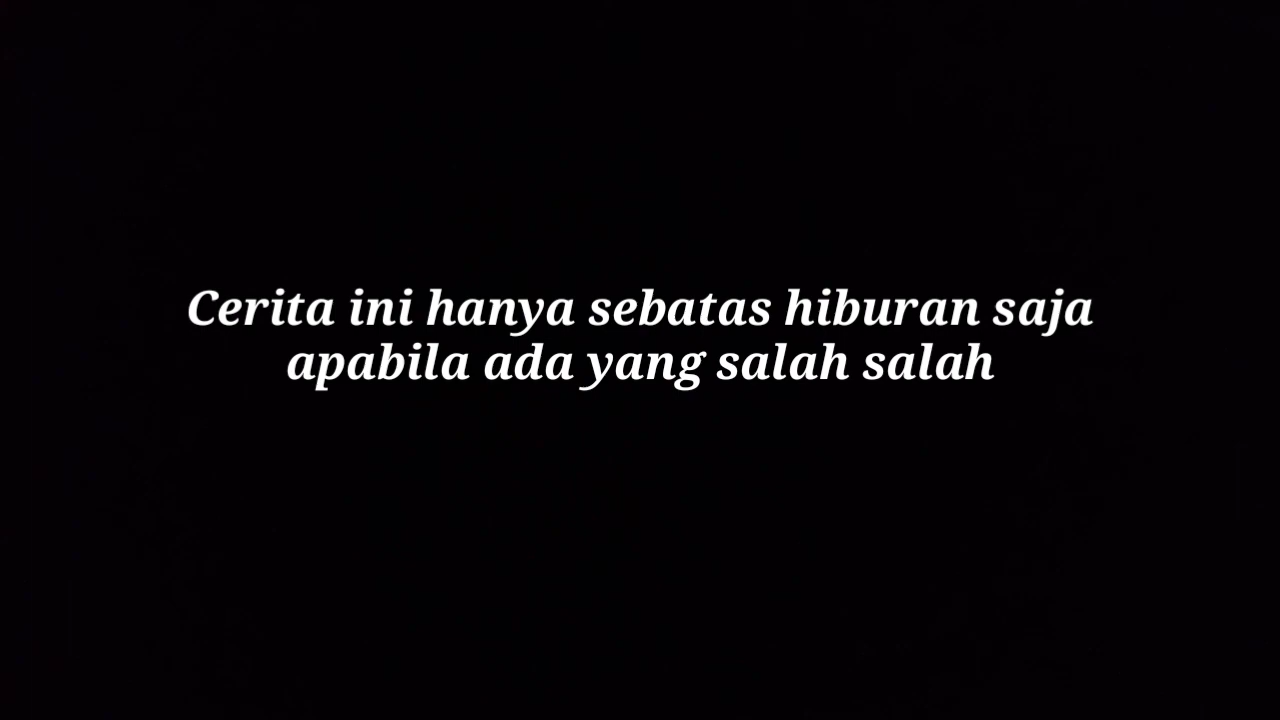 Cerita ini hanya sebatas hiburan saja
apabila ada yang salah salah